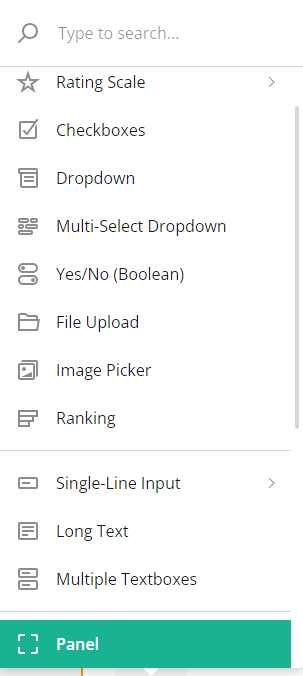 Type to search...
Rating Scale
Checkboxes
Dropdown
Multi-Select Dropdown
Yes/No (Boolean)
File Upload
Image Picker
Ranking
Single-Line Input
Long Text
Multiple Textboxes
Panel